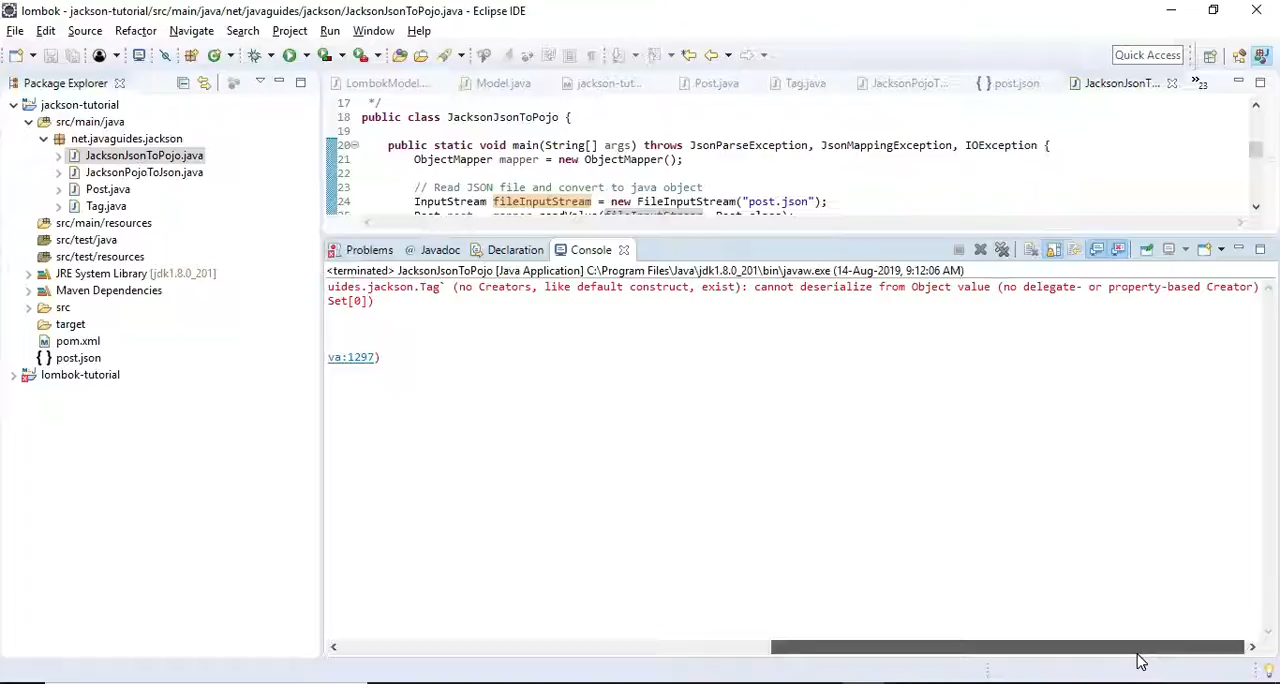 lombok - jackson-tutorial/src/main/java/net/javaguides/jackson/JacksonJsonToPojo.java - Eclipse IDE
File Edit Source Refactor Navigate Search Project Run Window Help
Quick Access
Package Explorer
LombokModel.... Model.java jackson-tut... Post.java Tag.java JacksonPojoT... { } post.json JacksonJsonT... 23
jackson-tutorial
src/main/java
net.javaguides.jackson
JacksonJsonToPojo.java
JacksonPojoToJson.java
Post.java
Tag.java
src/main/resources
src/test/java
src/test/resources
JRE System Library [jdk1.8.0_201]
Maven Dependencies
src
target
pom.xml
{ } post.json
lombok-tutorial
17 */
18 public class JacksonJsonToPojo {
19
20 public static void main(String[] args) throws JsonParseException, JsonMappingException, IOException {
21 ObjectMapper mapper = new ObjectMapper();
22
23 // Read JSON file and convert to java object
24 InputStream fileInputStream = new FileInputStream("post.json");
Problems @ Javadoc Declaration Console
<terminated> JacksonJsonToPojo [Java Application] C:\Program Files\Java\jdk1.8.0_201\bin\javaw.exe (14-Aug-2019, 9:12:06 AM)
uides.jackson.Tag` (no Creators, like default construct, exist): cannot deserialize from Object value (no delegate- or property-based Creator)
Set[0])
va:1297)